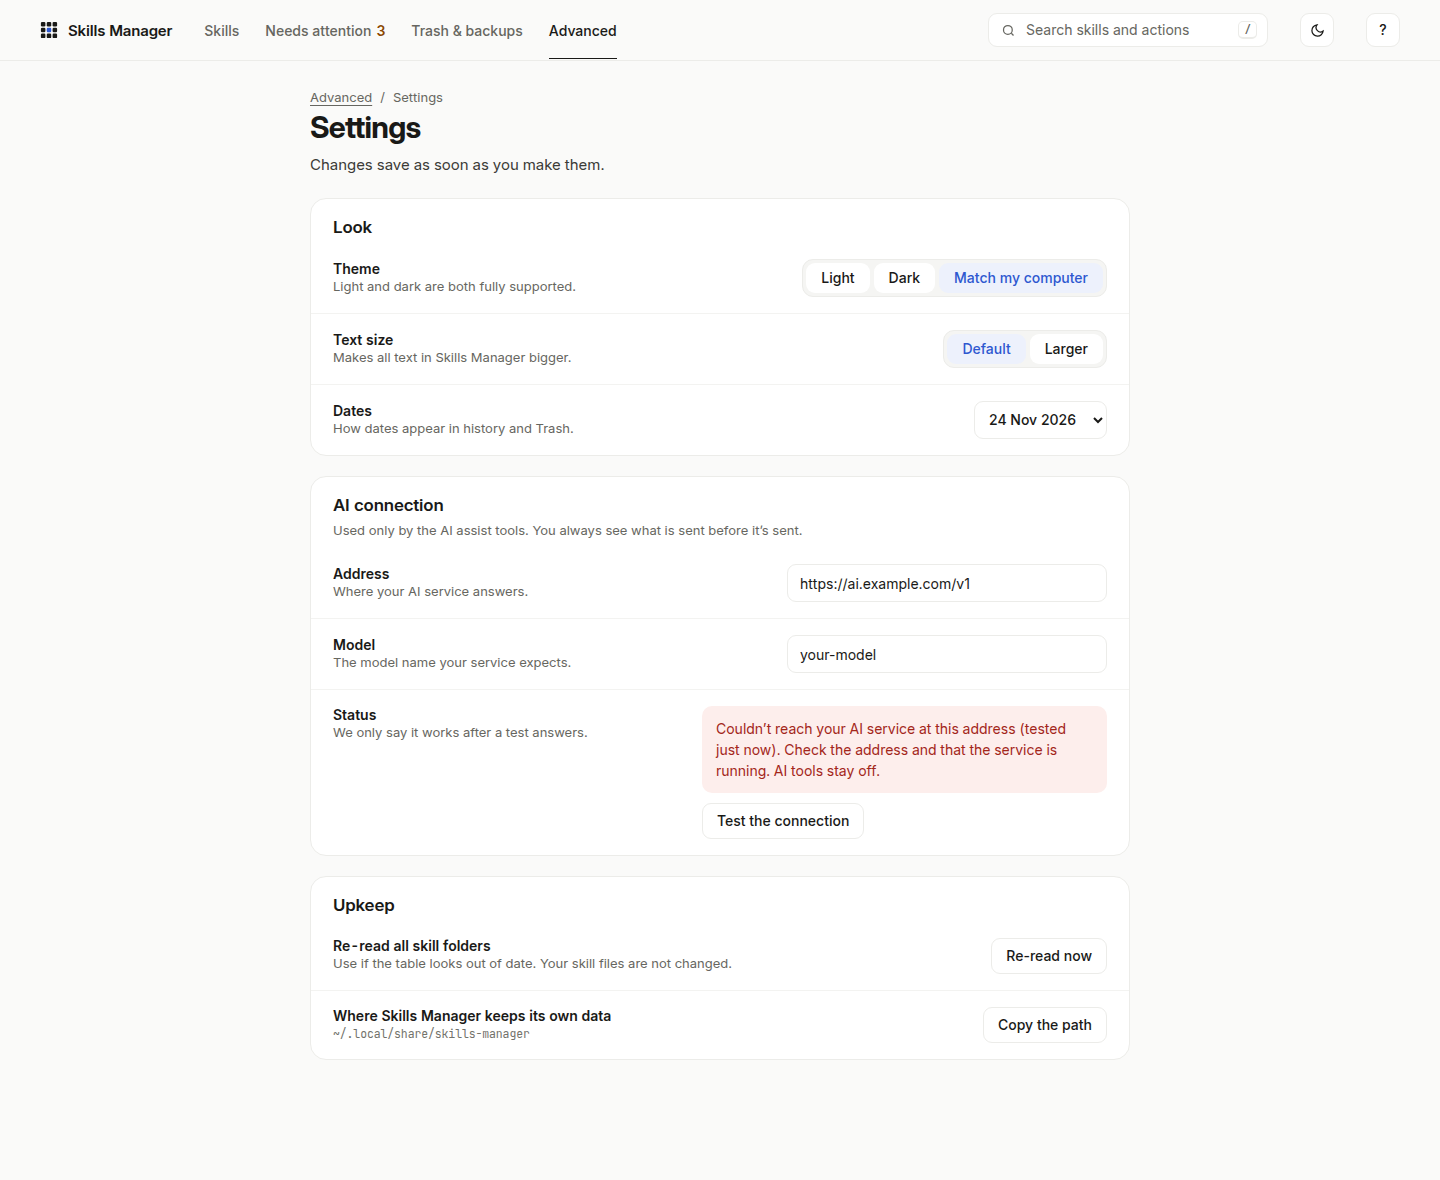 Skills Manager
Skills
Needs attention 3
Trash & backups
Advanced
Search skills and actions
/
?
Advanced / Settings
Settings
Changes save as soon as you make them.
Look
Theme
Light and dark are both fully supported.
Light
Dark
Match my computer
Text size
Makes all text in Skills Manager bigger.
Default
Larger
Dates
How dates appear in history and Trash.
24 Nov 2026
AI connection
Used only by the AI assist tools. You always see what is sent before it’s sent.
Address
Where your AI service answers.
https://ai.example.com/v1
Model
The model name your service expects.
your-model
Status
We only say it works after a test answers.
Couldn’t reach your AI service at this address (tested
just now). Check the address and that the service is
running. AI tools stay off.
Test the connection
Upkeep
Re-read all skill folders
Use if the table looks out of date. Your skill files are not changed.
Re-read now
Where Skills Manager keeps its own data
~/.local/share/skills-manager
Copy the path